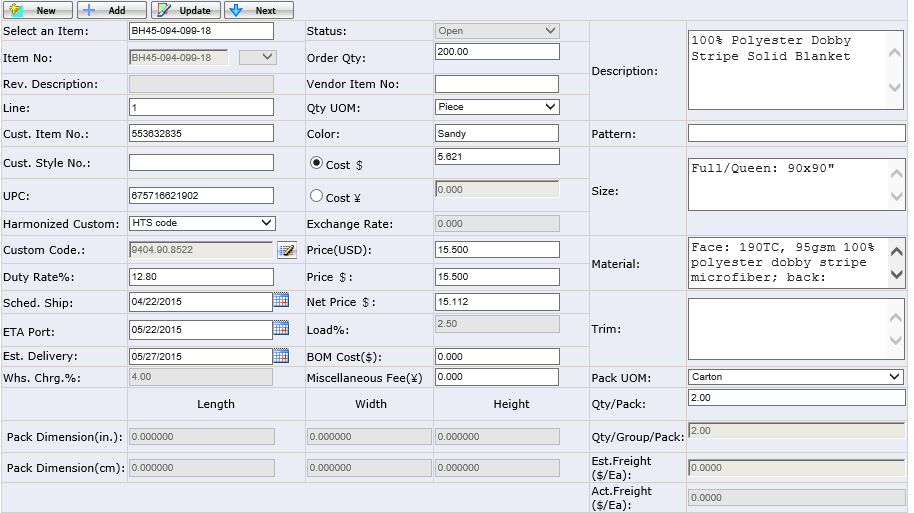 New Add Update Next
Select an Item: BH45-094-099-18 Status: Open Description: 100% Polyester Dobby
Stripe Solid Blanket
Item No: BH45-094-099-18 Order Qty: 200.00
Rev. Description: Vendor Item No:
Line: 1 Qty UOM: Piece
Cust. Item No.: 553632835 Color: Sandy Pattern:
Cust. Style No.: Cost $ 5.621 Size: Full/Queen: 90x90"
UPC: 675716621902 Cost ¥ 0.000
Harmonized Custom: HTS code Exchange Rate: 0.000
Custom Code.: 9404.90.8522 Price(USD): 15.500 Material: Face: 190TC, 95gsm 100%
polyester dobby stripe
microfiber; back:
Duty Rate%: 12.80 Price $: 15.500
Sched. Ship: 04/22/2015 Net Price $: 15.112 Trim:
ETA Port: 05/22/2015 Load%: 2.50
Est. Delivery: 05/27/2015 BOM Cost($): 0.000
Whs. Chrg.%: 4.00 Miscellaneous Fee(¥) 0.000 Pack UOM: Carton
Length Width Height Qty/Pack: 2.00
Pack Dimension(in.): 0.000000 0.000000 0.000000 Qty/Group/Pack: 2.00
Pack Dimension(cm): 0.000000 0.000000 0.000000 Est.Freight
($/Ea): 0.0000
Act.Freight
($/Ea): 0.0000